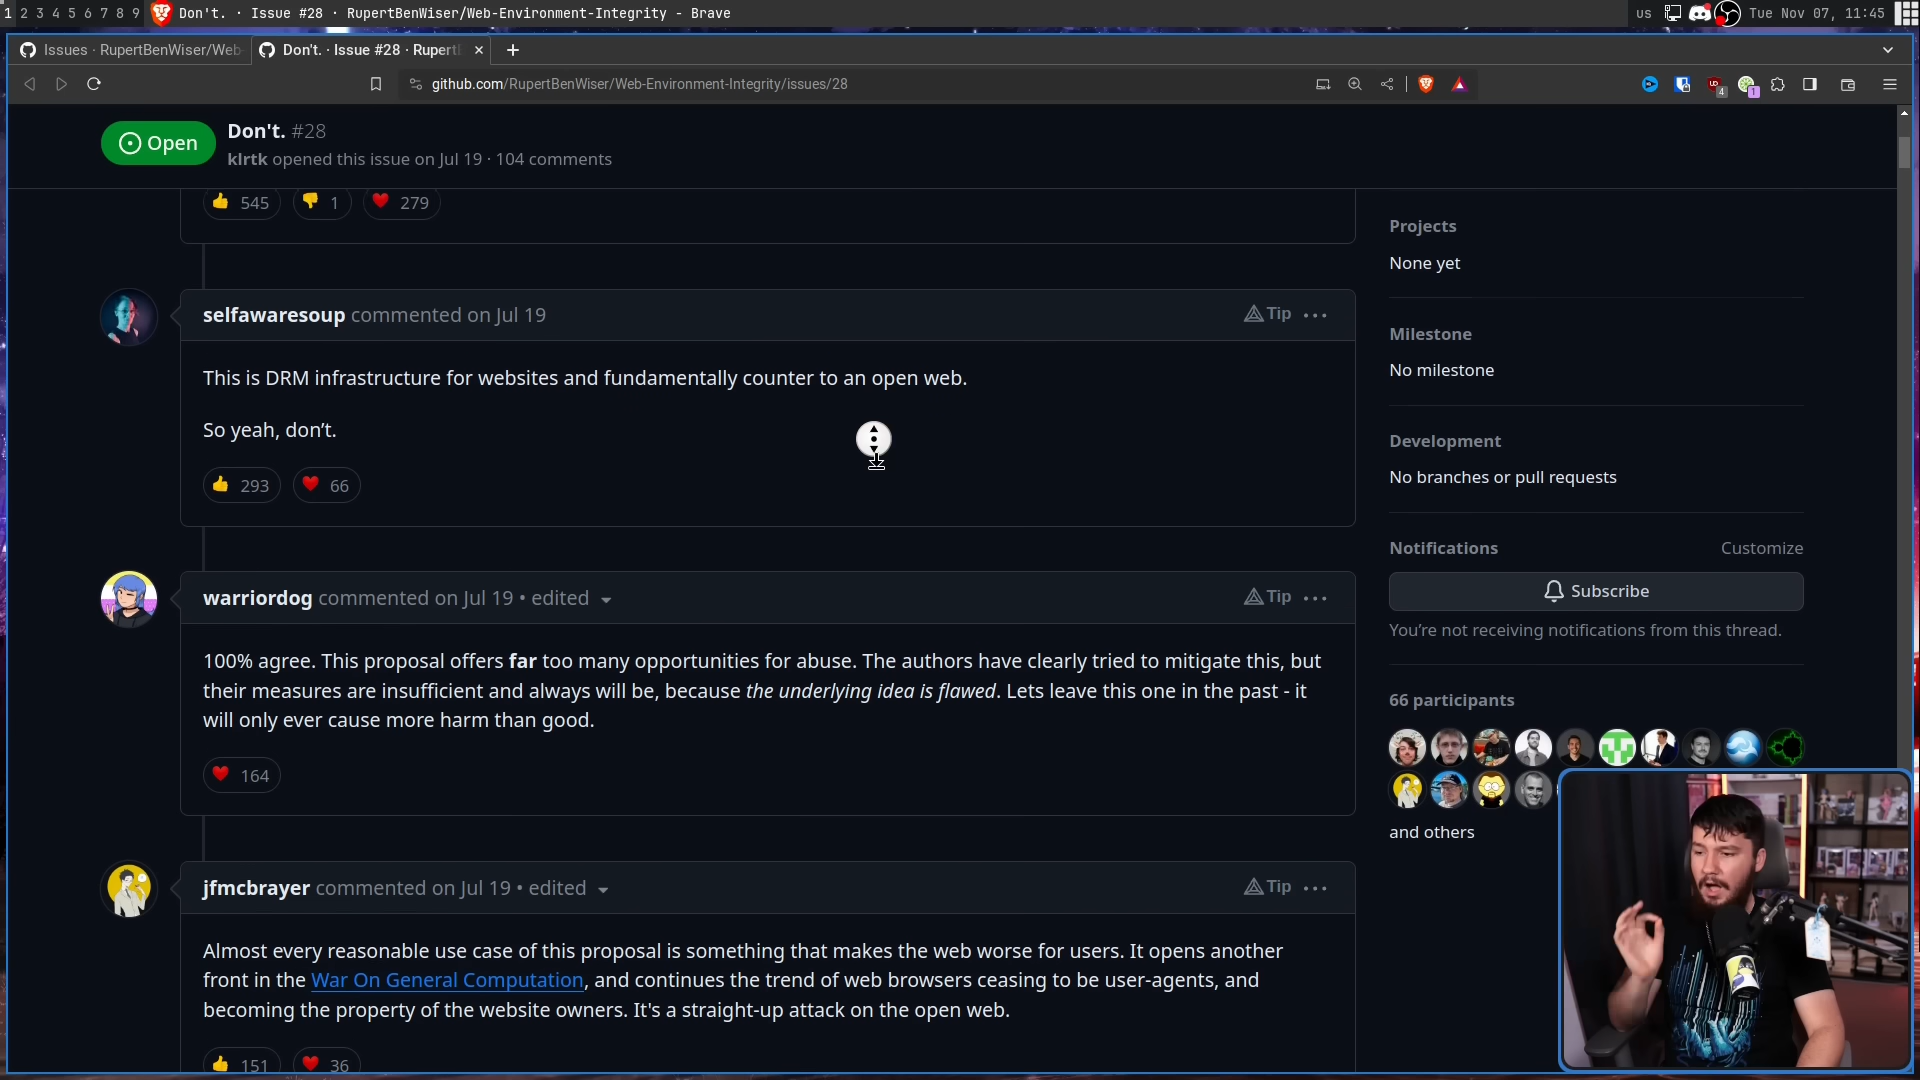 1 2 3 4 5 6 7 8 9 Don't. · Issue #28 · RupertBenWiser/Web-Environment-Integrity - Brave us Tue Nov 07, 11:45
Issues · RupertBenWiser/Web- Don't. · Issue #28 · Rupert
github.com/RupertBenWiser/Web-Environment-Integrity/issues/28
4 1
Open
Don't. #28
klrtk opened this issue on Jul 19 · 104 comments
545 1 279
selfawaresoup commented on Jul 19
Tip
This is DRM infrastructure for websites and fundamentally counter to an open web.
So yeah, don’t.
293 66
warriordog commented on Jul 19 • edited
Tip
100% agree. This proposal offers far too many opportunities for abuse. The authors have clearly tried to mitigate this, but
their measures are insufficient and always will be, because the underlying idea is flawed. Lets leave this one in the past - it
will only ever cause more harm than good.
164
jfmcbrayer commented on Jul 19 • edited
Tip
Almost every reasonable use case of this proposal is something that makes the web worse for users. It opens another
front in the War On General Computation, and continues the trend of web browsers ceasing to be user-agents, and
becoming the property of the website owners. It's a straight-up attack on the open web.
151 36
Projects
None yet
Milestone
No milestone
Development
No branches or pull requests
Notifications Customize
Subscribe
You’re not receiving notifications from this thread.
66 participants
and others